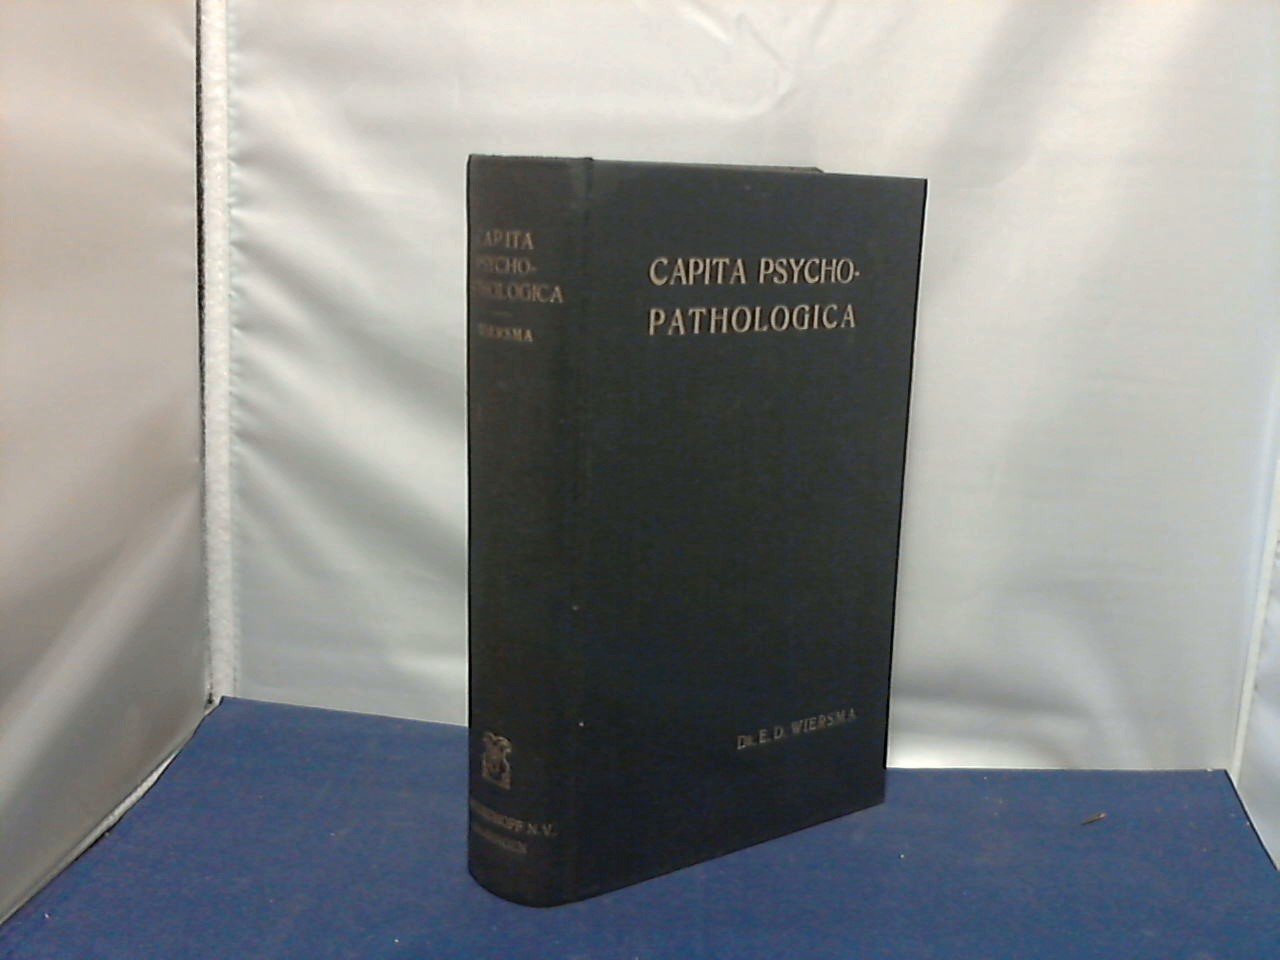 CAPITA
PSYCHO-
PATHOLOGICA
WIERSMA
N.V.
CAPITA PSYCHO-
PATHOLOGICA
Dr. E. D. WIERSMA